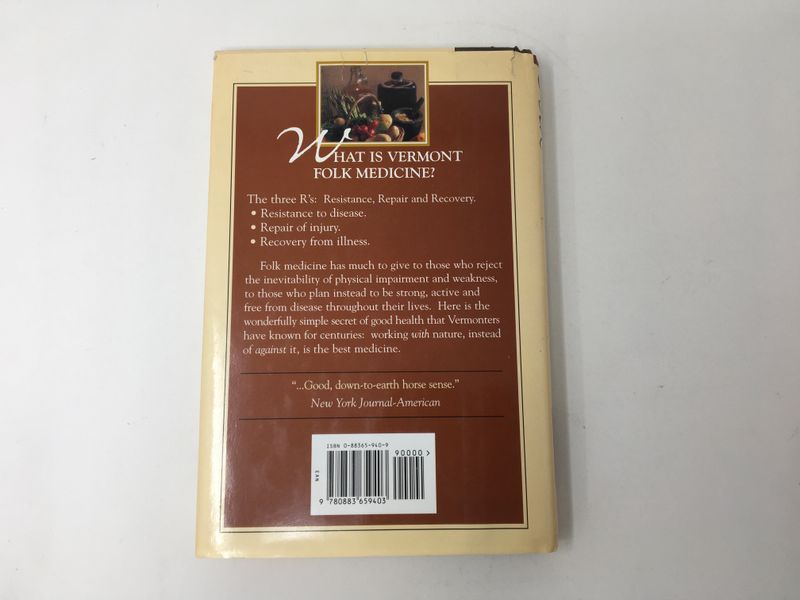 WHAT IS VERMONT
FOLK MEDICINE?
The three R's: Resistance, Repair and Recovery.
• Resistance to disease.
• Repair of injury.
• Recovery from illness.
Folk medicine has much to give to those who reject
the inevitability of physical impairment and weakness,
to those who plan instead to be strong, active and
free from disease throughout their lives. Here is the
wonderfully simple secret of good health that Vermonters
have known for centuries: working with nature, instead
of against it, is the best medicine.
"...Good, down-to-earth horse sense."
New York Journal-American
ISBN 0-88365-940-9
90000>
EAN
9 780883 659403